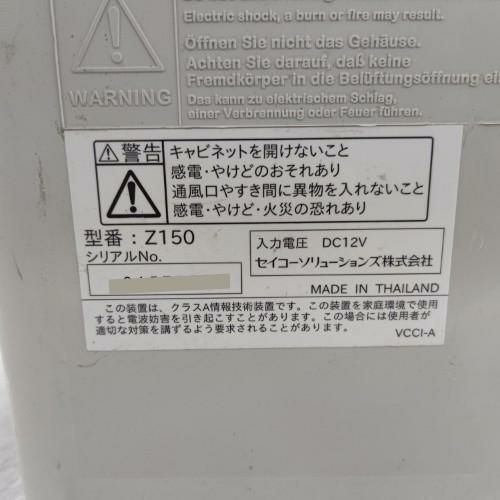 Electric shock, a burn or fire may result.
Öffnen Sie nicht das Gehäuse.
Achten Sie darauf, daß keine
Fremdkörper in die Belüftungsöffnung
WARNING
Das kann zu elektrischem Schlag,
einer Verbrennung oder Feuer führen.
警告 キャビネットを開けないこと
感電・やけどのおそれあり
通風口やすき間に異物を入れないこと
感電・やけど・火災の恐れあり
型番：Z150
シリアルNo.
入力電圧 DC12V
セイコーソリューションズ株式会社
MADE IN THAILAND
この装置は、クラスA情報技術装置です。この装置を家庭環境で使用
すると電波妨害を引き起こすことがあります。この場合には使用者が
適切な対策を講ずるよう要求されることがあります。
VCCI-A